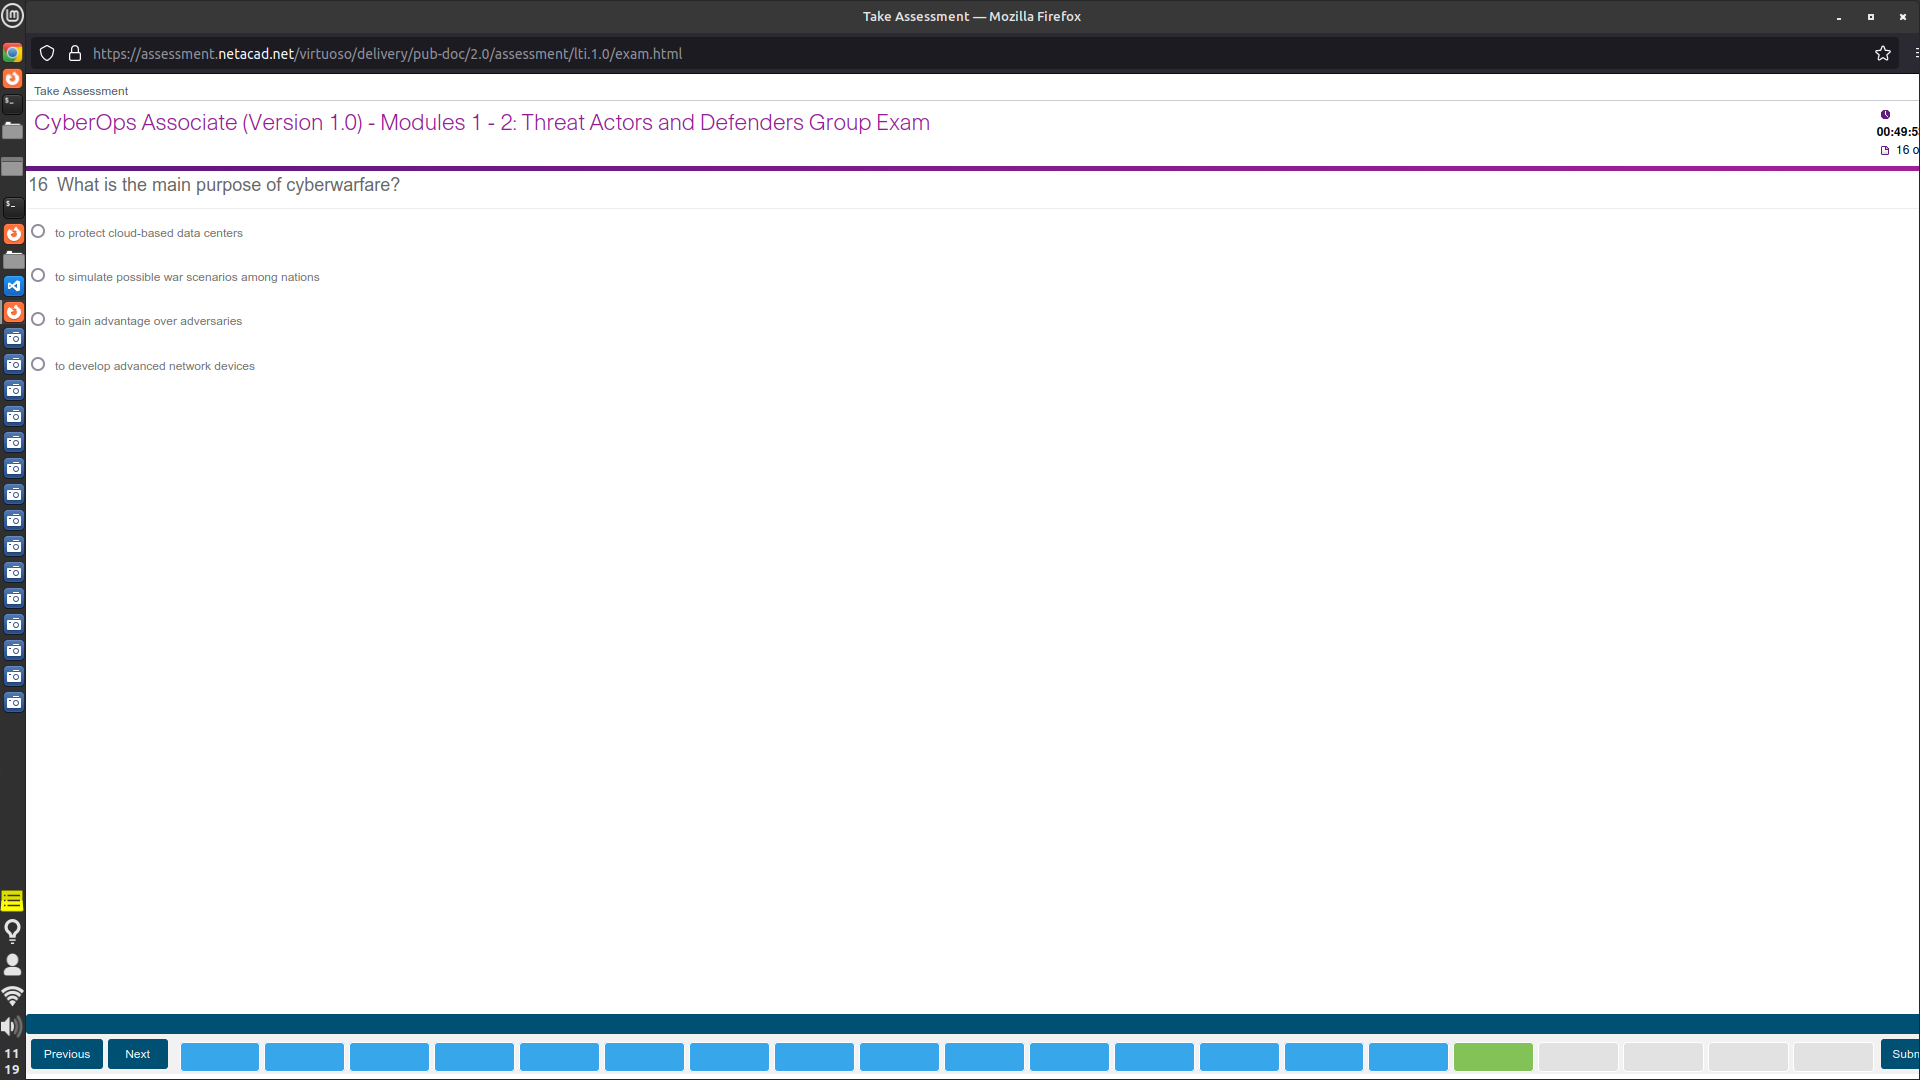 Take Assessment — Mozilla Firefox
https://assessment.netacad.net/virtuoso/delivery/pub-doc/2.0/assessment/lti.1.0/exam.html
Take Assessment
CyberOps Associate (Version 1.0) - Modules 1 - 2: Threat Actors and Defenders Group Exam
00:49:5
16 o
16 What is the main purpose of cyberwarfare?
to protect cloud-based data centers
to simulate possible war scenarios among nations
to gain advantage over adversaries
to develop advanced network devices
Previous
Next
Subm
11
19